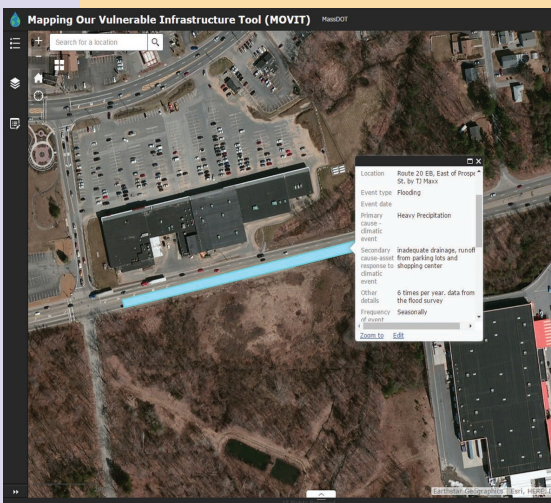 Mapping Our Vulnerable Infrastructure Tool (MOVIT) MassDOT
Search for a location
Location Route 20 EB, East of Prospe
St. by TJ Maxx
Event type Flooding
Event date
Primary Heavy Precipitation
cause -
climatic
event
Secondary inadequate drainage, runoff
cause-asset from parking lots and
response to shopping center
climatic
event
Other 6 times per year. data from
details the flood survey
Frequency Seasonally
of event
Zoom to Edit
Earthstar Geographics | Esri, HERE,